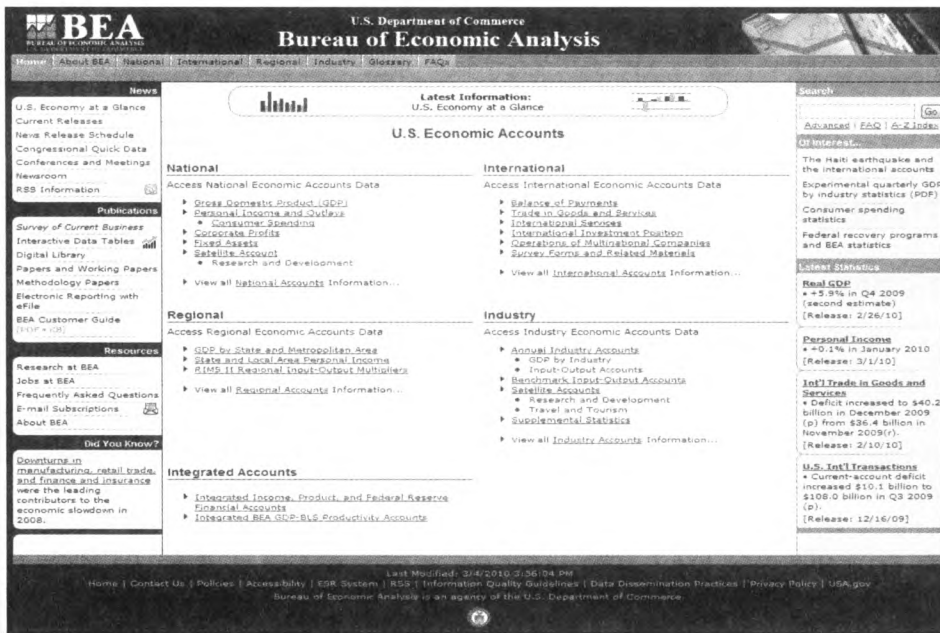 BEA
BUREAU OF ECONOMIC ANALYSIS
U.S. DEPARTMENT OF COMMERCE
U.S. Department of Commerce
Bureau of Economic Analysis
Home | About BEA | National | International | Regional | Industry | Glossary | FAQs
News
U.S. Economy at a Glance
Current Releases
News Release Schedule
Congressional Quick Data
Conferences and Meetings
Newsroom
RSS Information
Publications
Survey of Current Business
Interactive Data Tables
Digital Library
Papers and Working Papers
Methodology Papers
Electronic Reporting with
eFile
BEA Customer Guide
Resources
Research at BEA
Jobs at BEA
Frequently Asked Questions
E-mail Subscriptions
About BEA
Did You Know?
Downturns in
manufacturing, retail trade,
and finance and insurance
were the leading
contributors to the
economic slowdown in
2008.
Latest Information:
U.S. Economy at a Glance
U.S. Economic Accounts
National
Access National Economic Accounts Data
Gross Domestic Product (GDP)
Personal Income and Outlays
Consumer Spending
Corporate Profits
Fixed Assets
Satellite Account
Research and Development
View all National Accounts Information...
International
Access International Economic Accounts Data
Balance of Payments
Trade in Goods and Services
International Services
International Investment Position
Operations of Multinational Companies
Survey Forms and Related Materials
View all International Accounts Information...
Regional
Access Regional Economic Accounts Data
GDP by State and Metropolitan Area
State and Local Area Personal Income
RIMS II Regional Input-Output Multipliers
View all Regional Accounts Information...
Industry
Access Industry Economic Accounts Data
Annual Industry Accounts
GDP by Industry
Input-Output Accounts
Benchmark Input-Output Accounts
Satellite Accounts
Research and Development
Travel and Tourism
Supplemental Statistics
View all Industry Accounts Information...
Integrated Accounts
Integrated Income, Product, and Federal Reserve
Financial Accounts
Integrated BEA GDP-BLS Productivity Accounts
Search
Go
Advanced | FAQ | A-Z Index
Of Interest...
The Haiti earthquake and
the international accounts
Experimental quarterly GDP
by industry statistics (PDF)
Consumer spending
statistics
Federal recovery programs
and BEA statistics
Latest Statistics
Real GDP
• +5.9% in Q4 2009
(second estimate)
[Release: 2/26/10]
Personal Income
• +0.1% in January 2010
[Release: 3/1/10]
Int'l Trade in Goods and
Services
• Deficit increased to $40.2
billion in December 2009
(p) from $36.4 billion in
November 2009(r).
[Release: 2/10/10]
U.S. Int'l Transactions
• Current-account deficit
increased $10.1 billion to
$108.0 billion in Q3 2009
(p).
[Release: 12/16/09]
Last Modified: 3/4/2010 3:56:04 PM
Home | Contact Us | Policies | Accessibility | ESR System | RSS | Information Quality Guidelines | Data Dissemination Practices | Privacy Policy | USA.gov
Bureau of Economic Analysis is an agency of the U.S. Department of Commerce